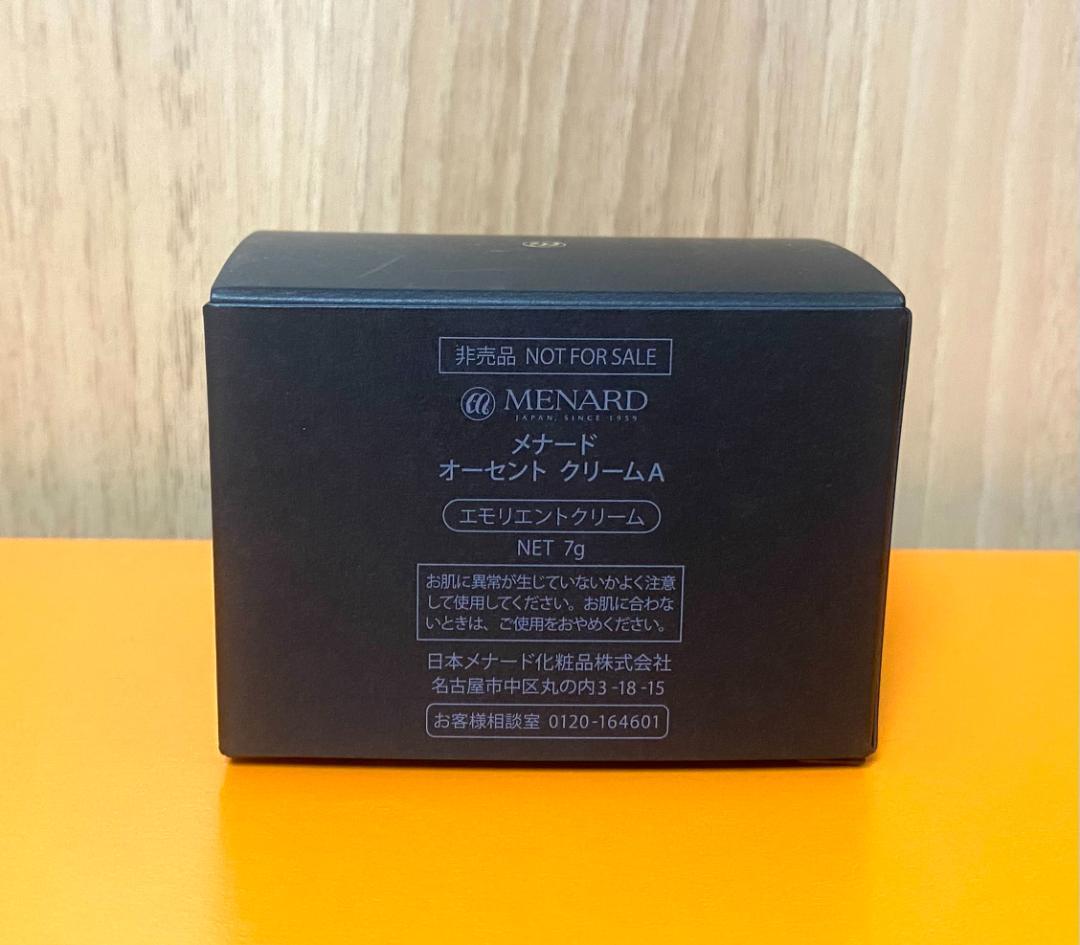 非売品 NOT FOR SALE
MENARD
JAPAN, SINCE 1959
メナード
オーセント クリームA
エモリエントクリーム
NET 7g
お肌に異常が生じていないかよく注意
して使用してください。お肌に合わな
いときは、ご使用をおやめください。
日本メナード化粧品株式会社
名古屋市中区丸の内3-18-15
お客様相談室 0120-164601